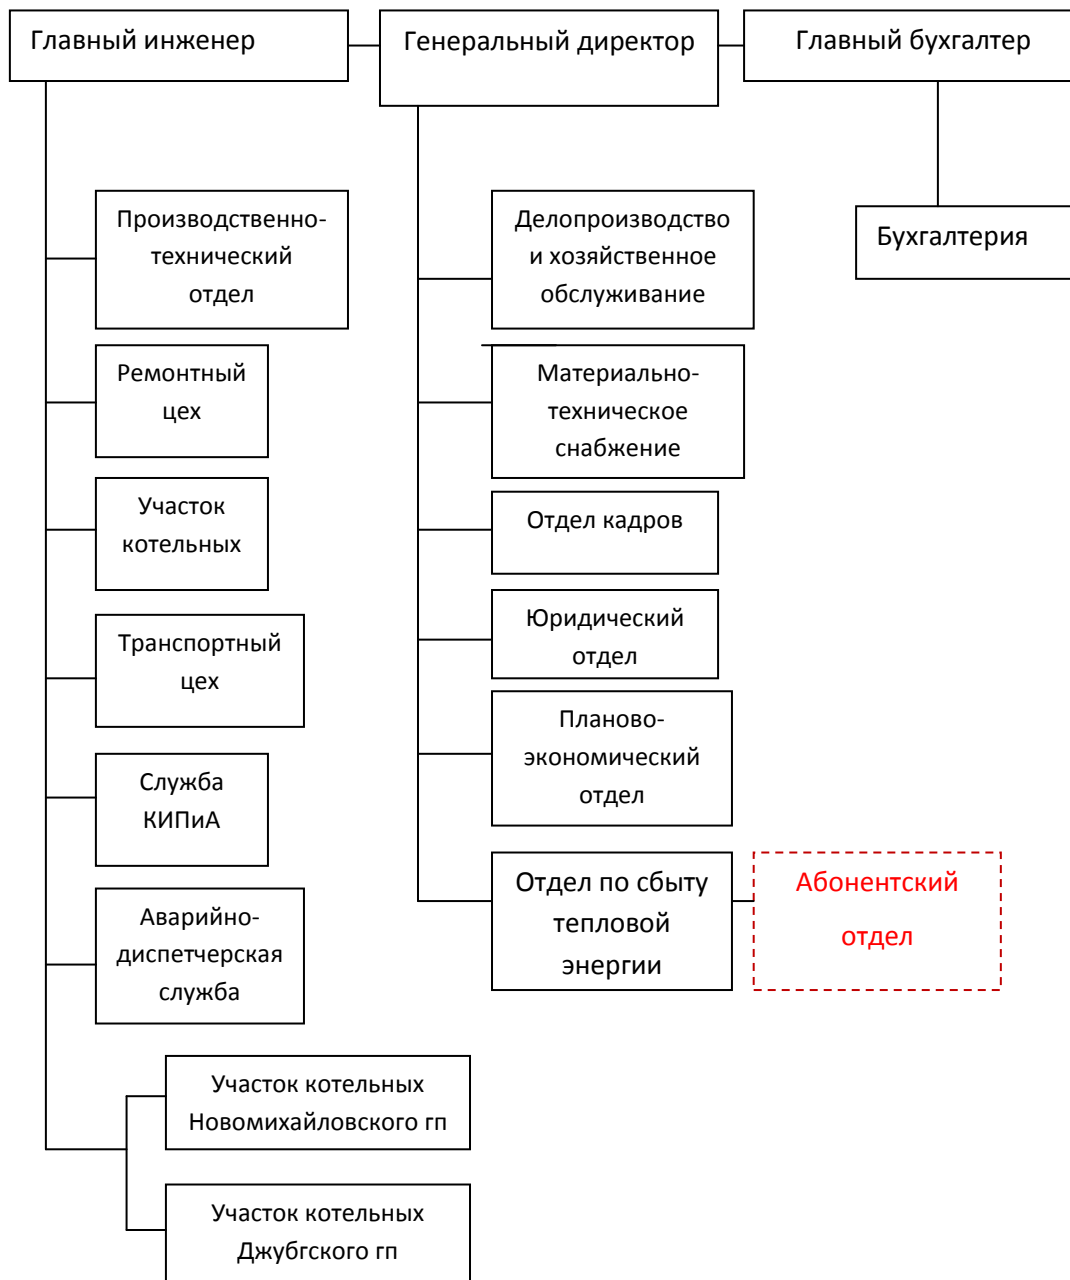 Главный инженер
Генеральный директор
Главный бухгалтер
Производственно-
технический
отдел
Делопроизводство
и хозяйственное
обслуживание
Бухгалтерия
Ремонтный
цех
Материально-
техническое
снабжение
Участок
котельных
Отдел кадров
Транспортный
цех
Юридический
отдел
Служба
КИПиА
Планово-
экономический
отдел
Аварийно-
диспетчерская
служба
Отдел по сбыту
тепловой
энергии
Абонентский
отдел
Участок котельных
Новомихайловского гп
Участок котельных
Джубгского гп